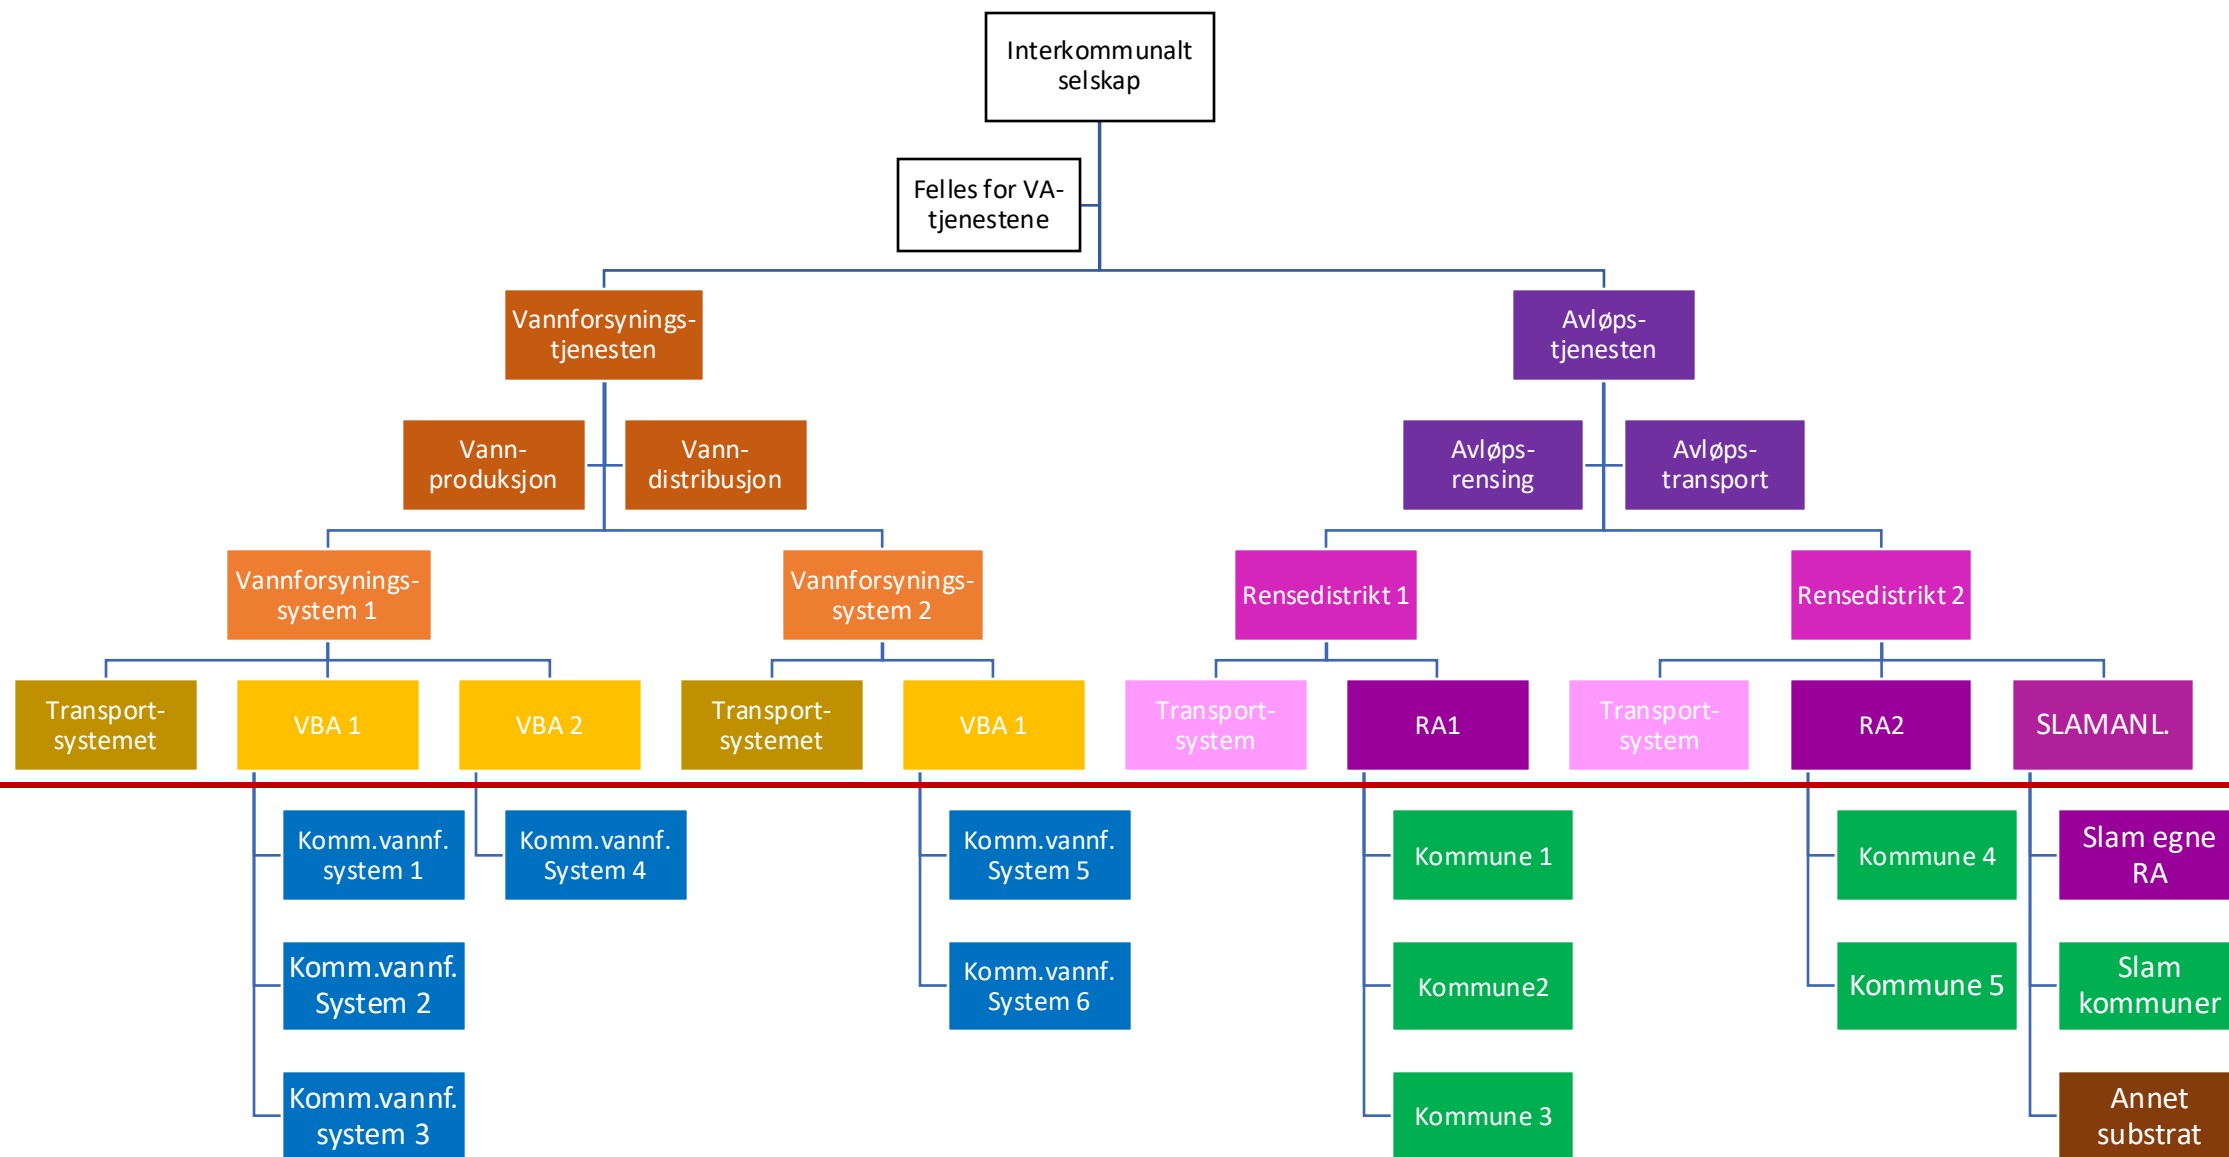 Interkommunalt
selskap
Felles for VA-
tjenestene
Vannforsynings-
tjenesten
Avløps-
tjenesten
Vann-
produksjon
Vann-
distribusjon
Avløps-
rensing
Avløps-
transport
Vannforsynings-
system 1
Vannforsynings-
system 2
Rensedistrikt 1
Rensedistrikt 2
Transport-
systemet
VBA 1
VBA 2
Transport-
systemet
VBA 1
Transport-
system
RA1
Transport-
system
RA2
SLAMANL.
Komm.vannf.
system 1
Komm.vannf.
System 4
Komm.vannf.
System 5
Kommune 1
Kommune 4
Slam egne
RA
Komm.vannf.
System 2
Komm.vannf.
System 6
Kommune2
Kommune 5
Slam
kommuner
Komm.vannf.
system 3
Kommune 3
Annet
substrat